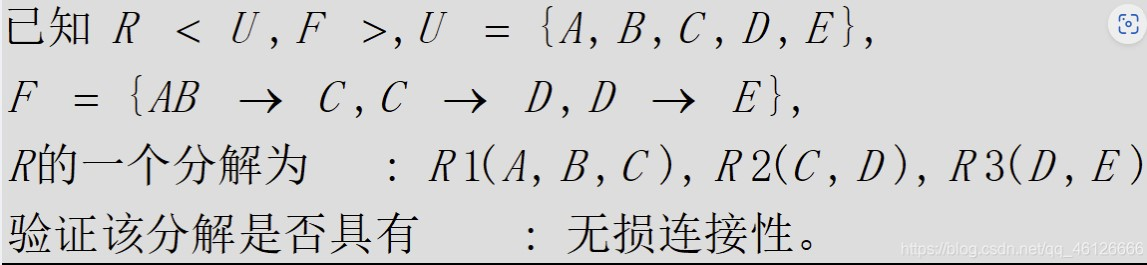 已知 R < U, F >, U = {A, B, C, D, E},
F = {AB → C, C → D, D → E},
R的一个分解为 : R1(A, B, C), R2(C, D), R3(D, E)
验证该分解是否具有 : 无损连接性。
https://blog.csdn.net/qq_46126666